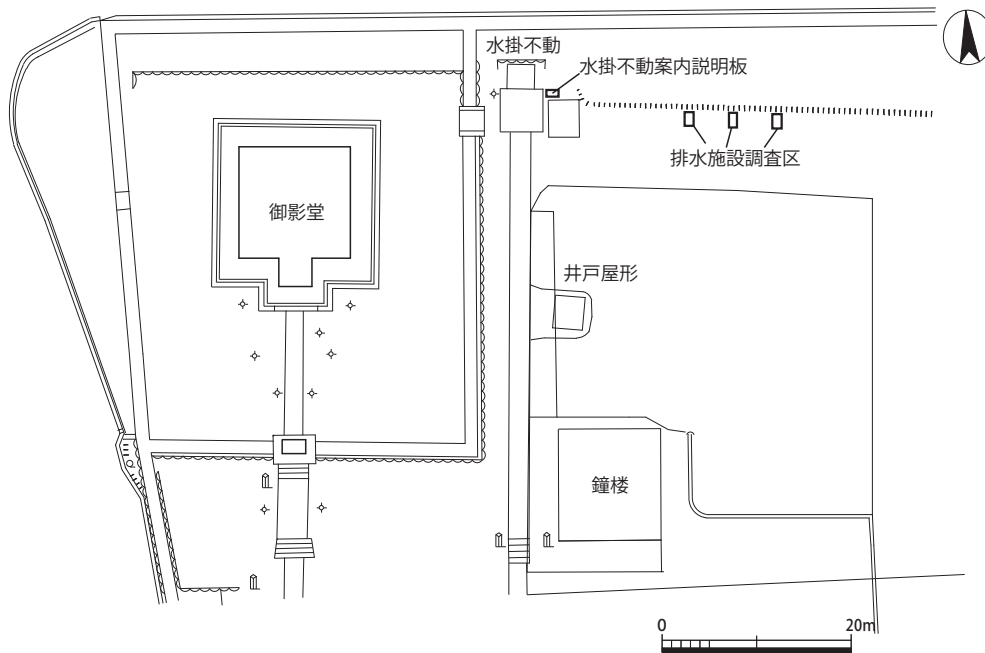 水掛不動
水掛不動案内説明板
排水施設調査区
御影堂
井戸屋形
鐘楼
0 20m